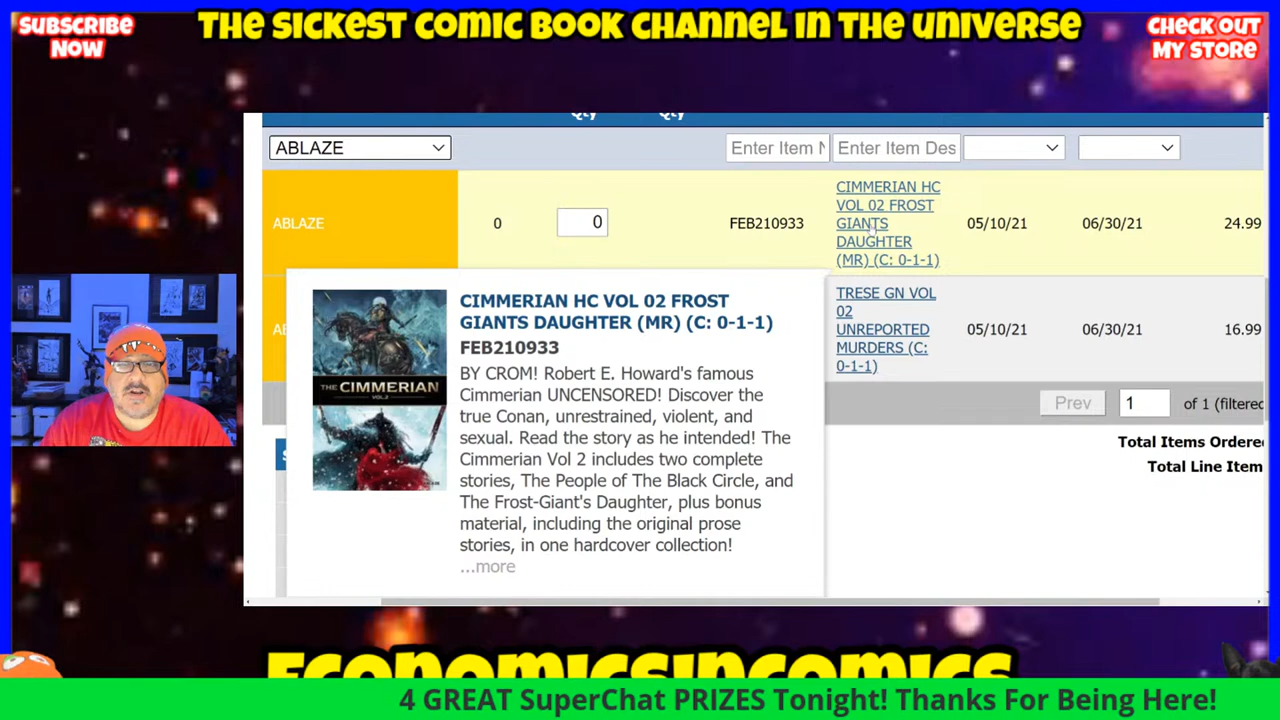 SUBSCRIBE
NOW
THE SICKEST COMIC BOOK CHANNEL IN THE UNIVERSE
CHECK OUT
MY STORE
Qty Qty
ABLAZE Enter Item N Enter Item Des
ABLAZE 0 0 FEB210933
CIMMERIAN HC
VOL 02 FROST
GIANTS
DAUGHTER
(MR) (C: 0-1-1)
05/10/21 06/30/21 24.99
TRESE GN VOL
02
UNREPORTED
MURDERS (C:
0-1-1)
05/10/21 06/30/21 16.99
CIMMERIAN HC VOL 02 FROST
GIANTS DAUGHTER (MR) (C: 0-1-1)
FEB210933
BY CROM! Robert E. Howard's famous
Cimmerian UNCENSORED! Discover the
true Conan, unrestrained, violent, and
sexual. Read the story as he intended! The
Cimmerian Vol 2 includes two complete
stories, The People of The Black Circle, and
The Frost-Giant's Daughter, plus bonus
material, including the original prose
stories, in one hardcover collection!
...more
THE CIMMERIAN
VOL.2
Prev 1 of 1 (filtered
Total Items Ordere
Total Line Item
ECONOMICSINCOMICS
4 GREAT SuperChat PRIZES Tonight! Thanks For Being Here!